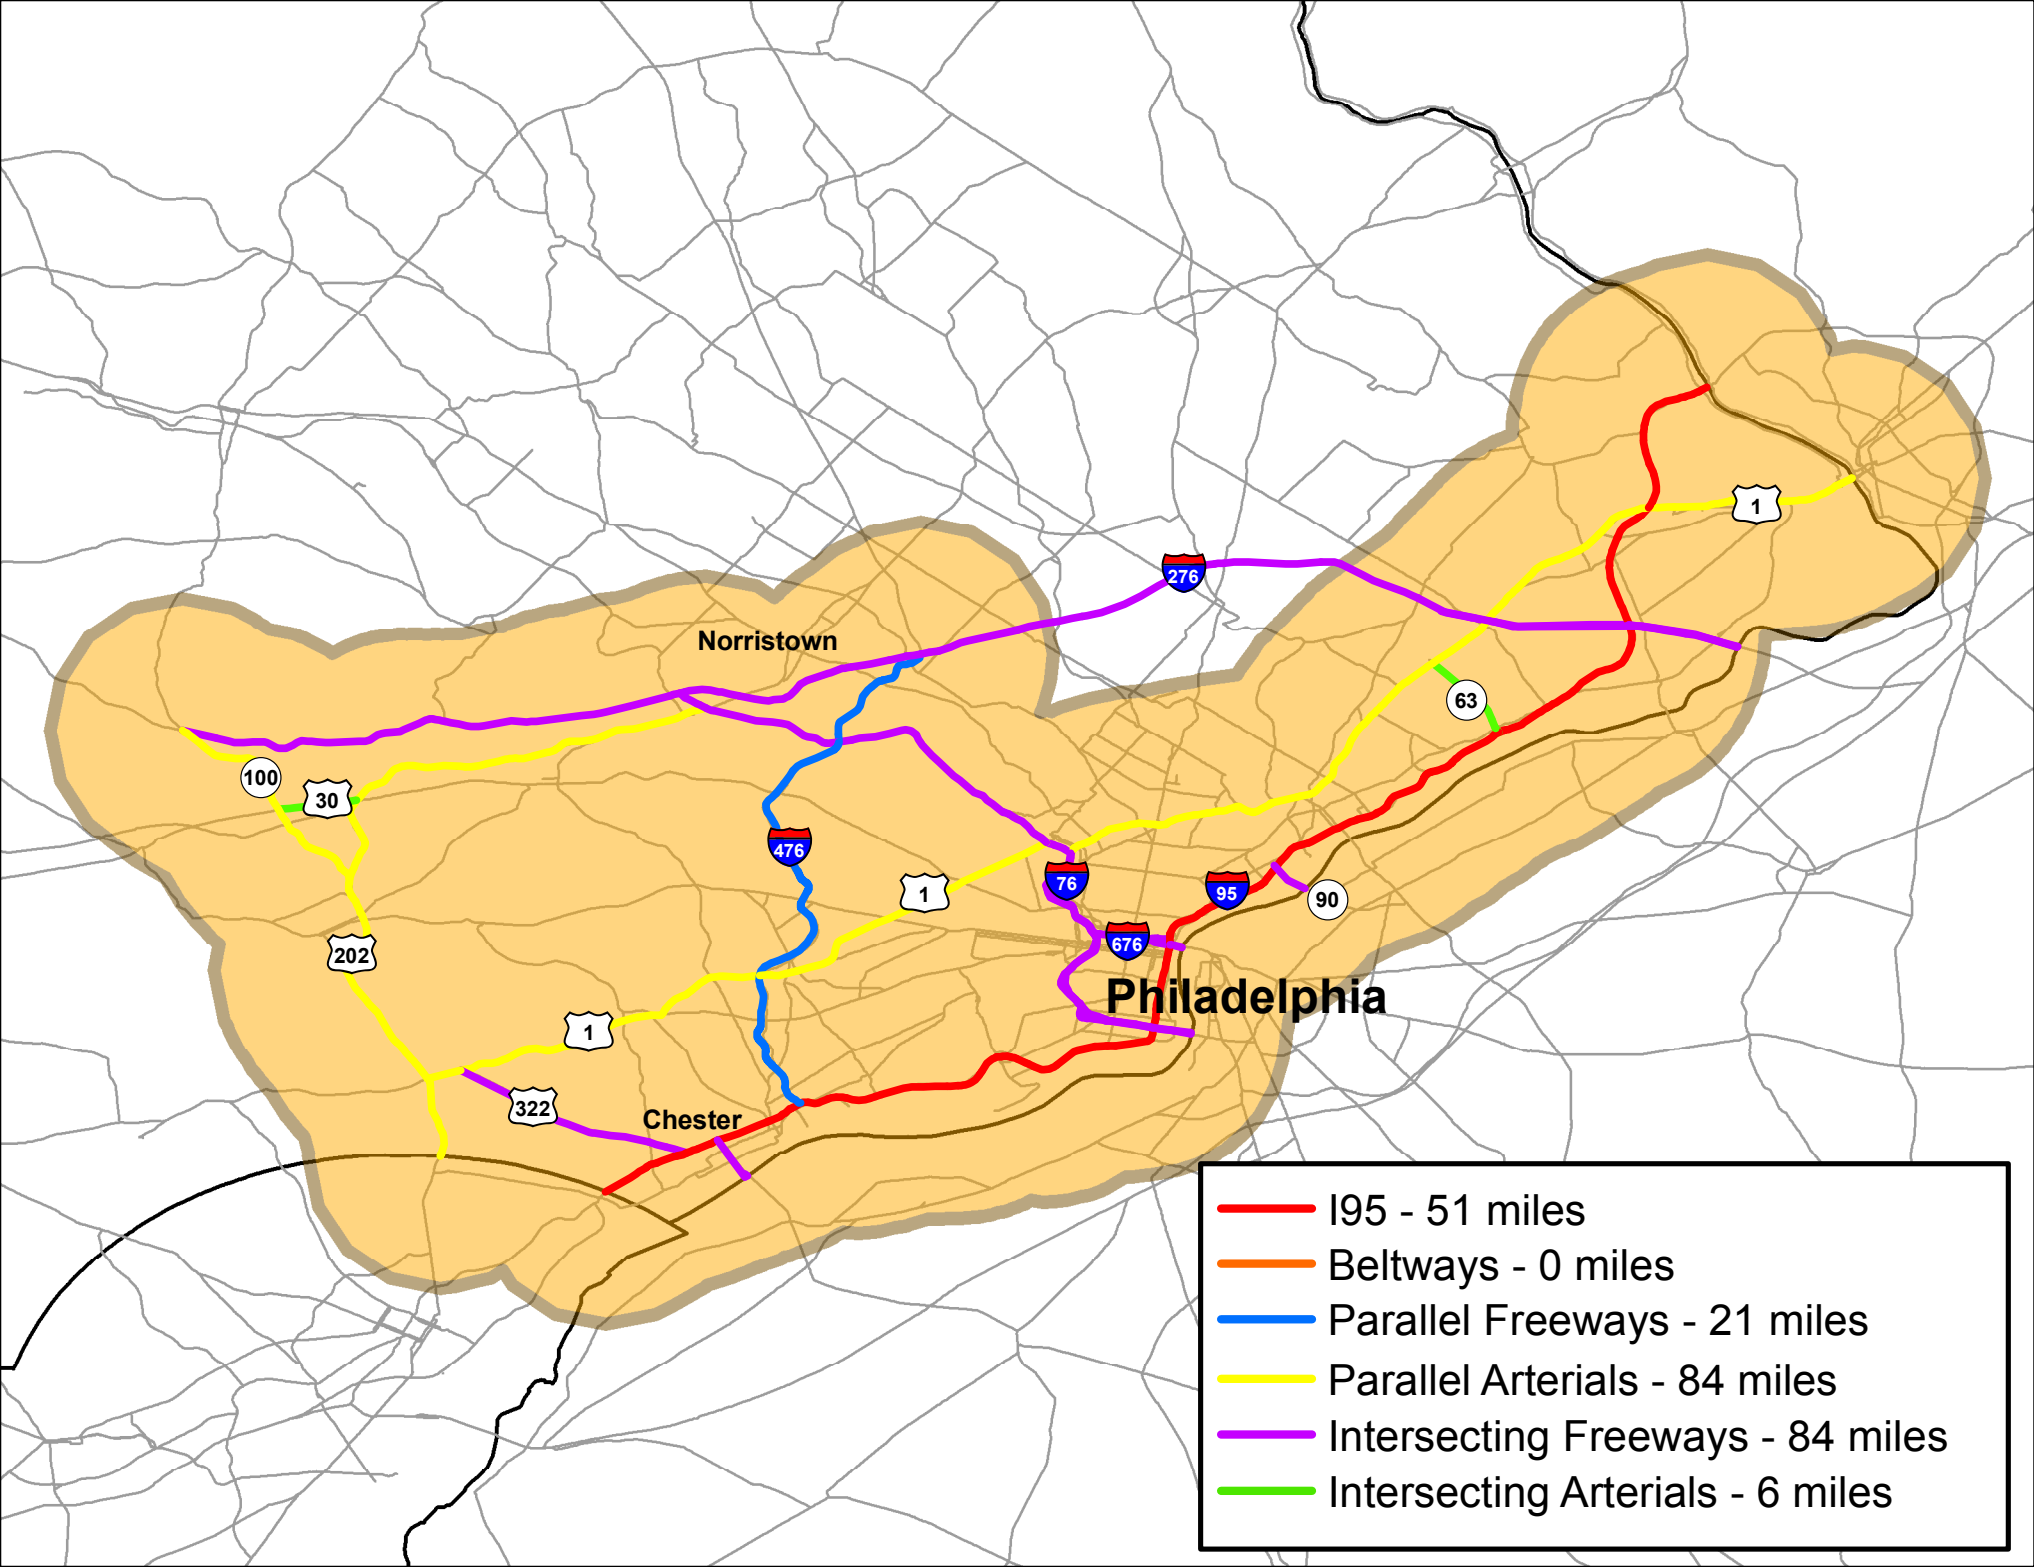 1
276
Norristown
63
100
30
476
1
76
95
90
676
202
Philadelphia
1
322
Chester
I95 - 51 miles
Beltways - 0 miles
Parallel Freeways - 21 miles
Parallel Arterials - 84 miles
Intersecting Freeways - 84 miles
Intersecting Arterials - 6 miles